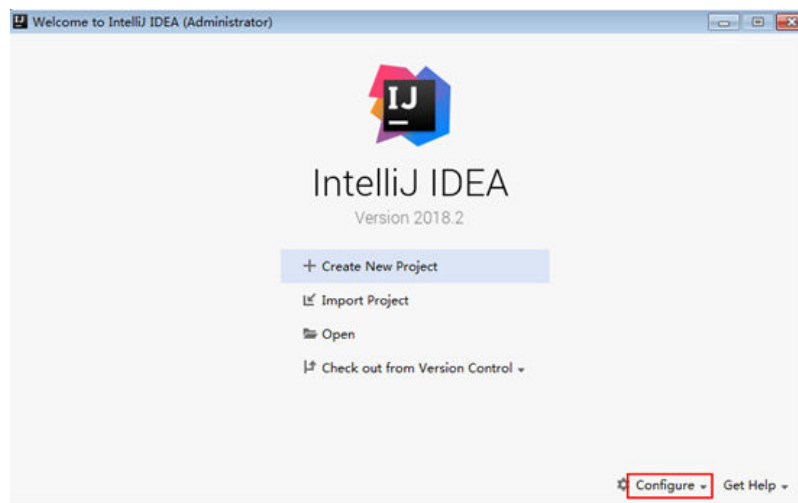 Welcome to IntelliJ IDEA (Administrator)
IJ
IntelliJ IDEA
Version 2018.2
Create New Project
Import Project
Open
Check out from Version Control
Configure Get Help